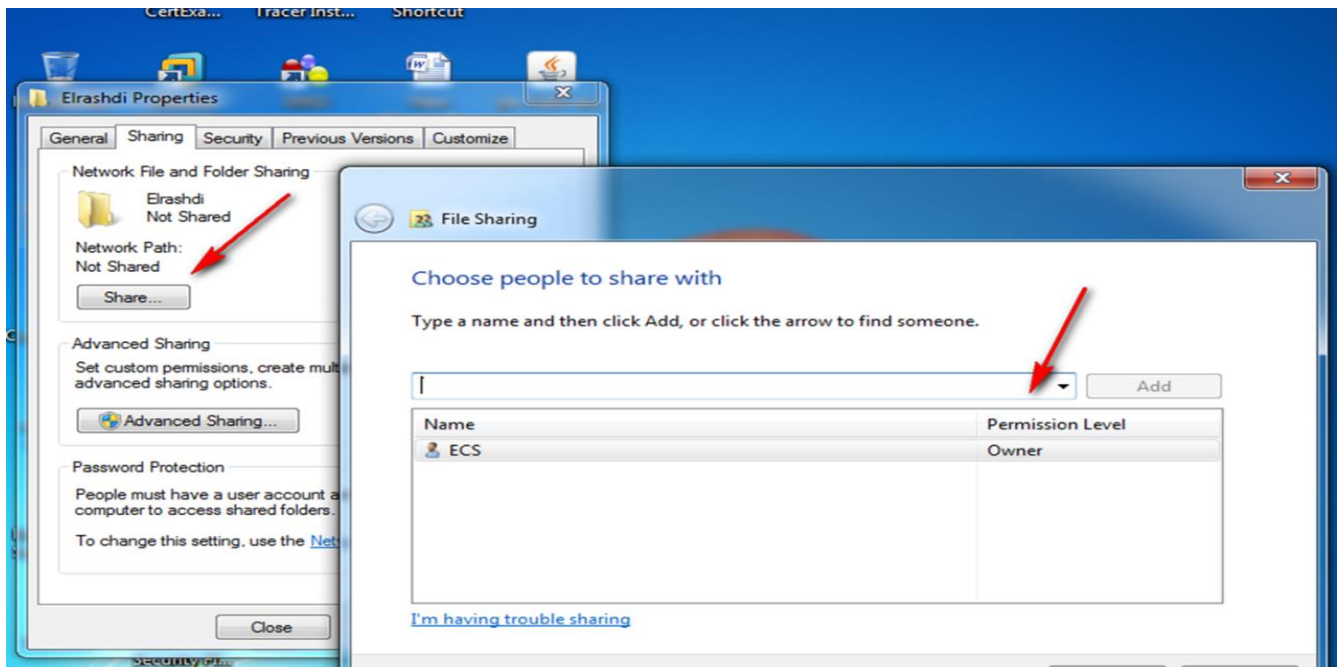 CertExa...
Tracer Inst...
Shortcut
Elrashdi Properties
General
Sharing
Security
Previous Versions
Customize
Network File and Folder Sharing
Elrashdi
Not Shared
Network Path:
Not Shared
Share...
Advanced Sharing
Set custom permissions, create mult
advanced sharing options.
Advanced Sharing...
Password Protection
People must have a user account a
computer to access shared folders.
To change this setting, use the Net
Close
File Sharing
Choose people to share with
Type a name and then click Add, or click the arrow to find someone.
Add
Name
Permission Level
ECS
Owner
I'm having trouble sharing